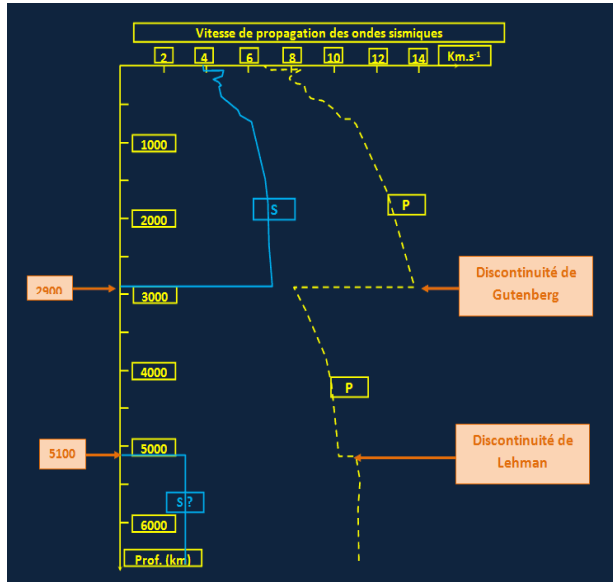 Vitesse de propagation des ondes sismiques
2 4 6 8 10 12 14 Km.s-1
1000
P
S
2000
Discontinuité de
Gutenberg
2900
3000
4000
P
Discontinuité de
Lehman
5000
5100
S ?
6000
Prof. (km)